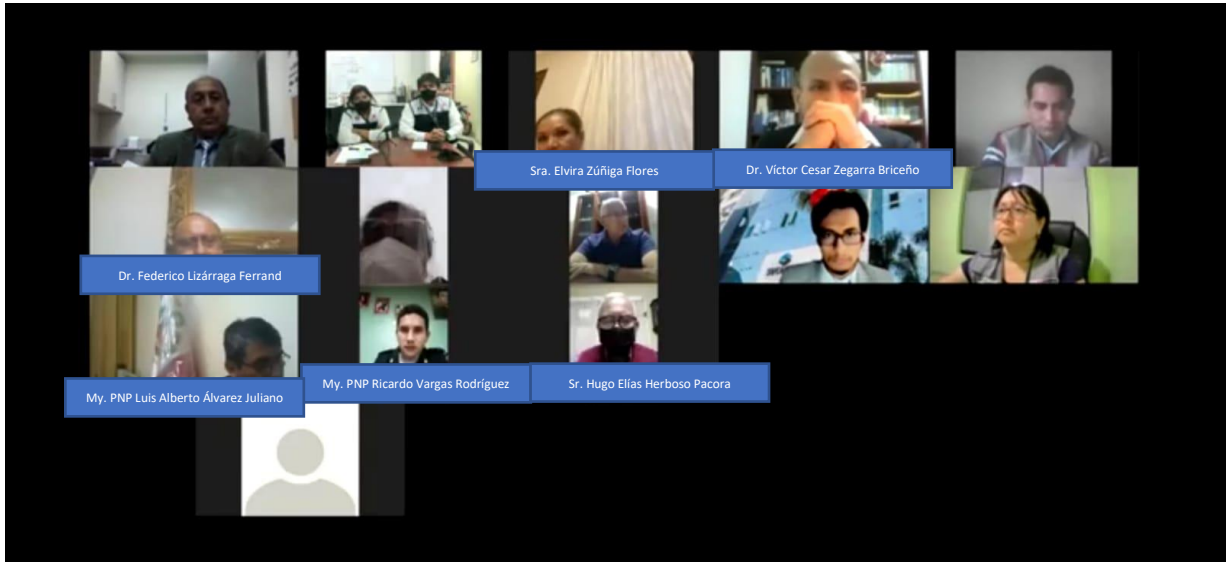 Sra. Elvira Zúñiga Flores
Dr. Víctor Cesar Zegarra Briceño
Dr. Federico Lizárraga Ferrand
My. PNP Luis Alberto Álvarez Juliano
My. PNP Ricardo Vargas Rodríguez
Sr. Hugo Elías Herboso Pacora